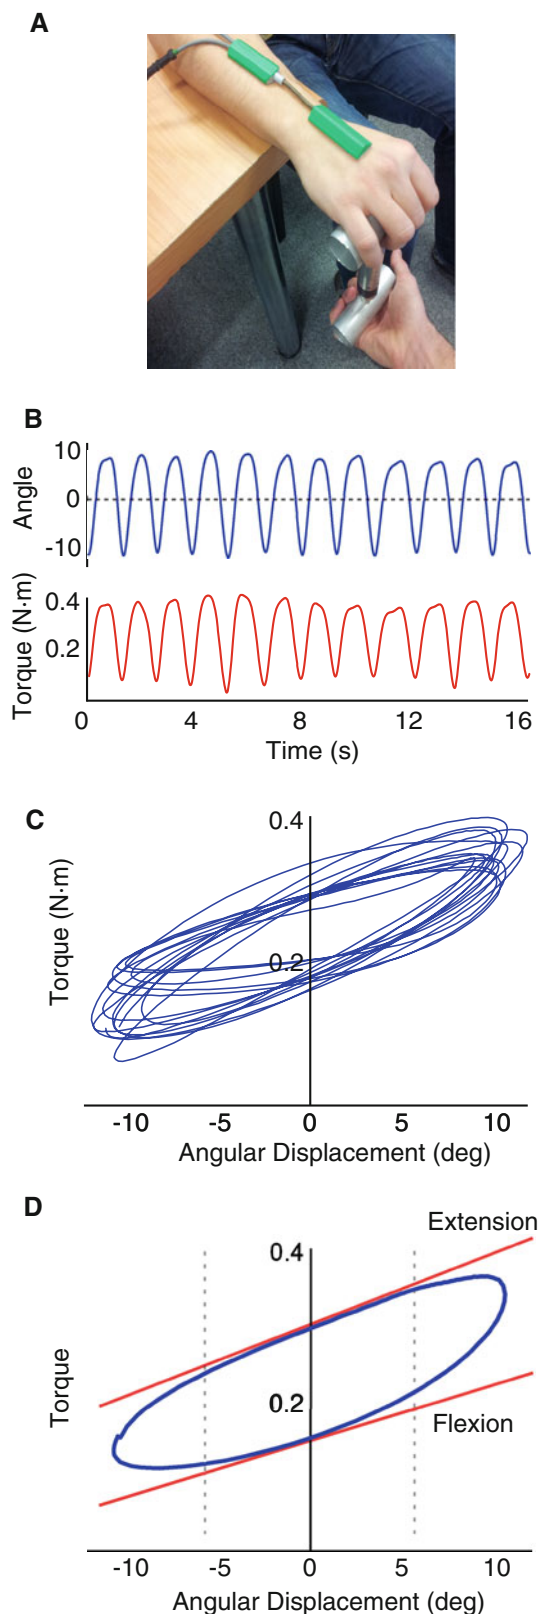 A
B
10
0
-10
Angle
0.4
0.2
Torque (N·m)
0 4 8 12 16
Time (s)
C
0.4
0.2
Torque (N·m)
-10 -5 0 5 10
Angular Displacement (deg)
D
Extension
0.4
0.2
Torque
Flexion
-10 -5 0 5 10
Angular Displacement (deg)